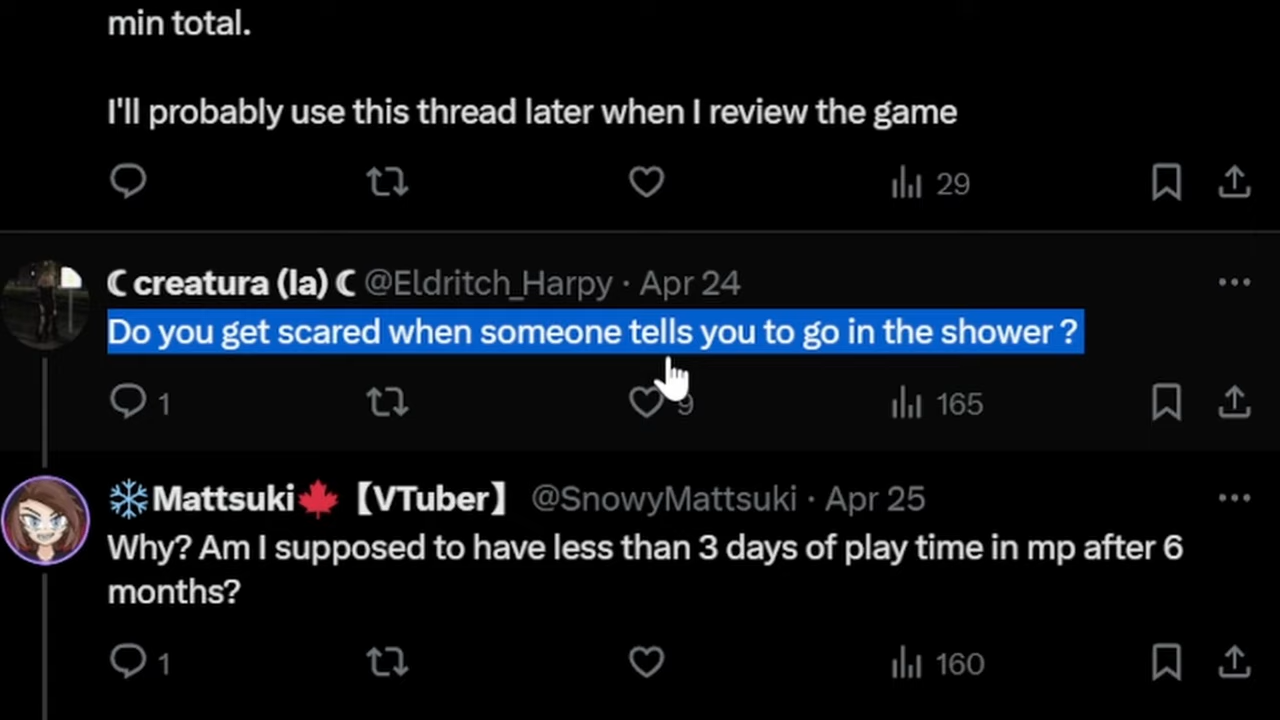 min total.
I'll probably use this thread later when I review the game
29
☾ creatura (la) ☾ @Eldritch_Harpy · Apr 24
Do you get scared when someone tells you to go in the shower ?
1 9 165
❄️Mattsuki🍁【VTuber】 @SnowyMattsuki · Apr 25
Why? Am I supposed to have less than 3 days of play time in mp after 6
months?
1 160